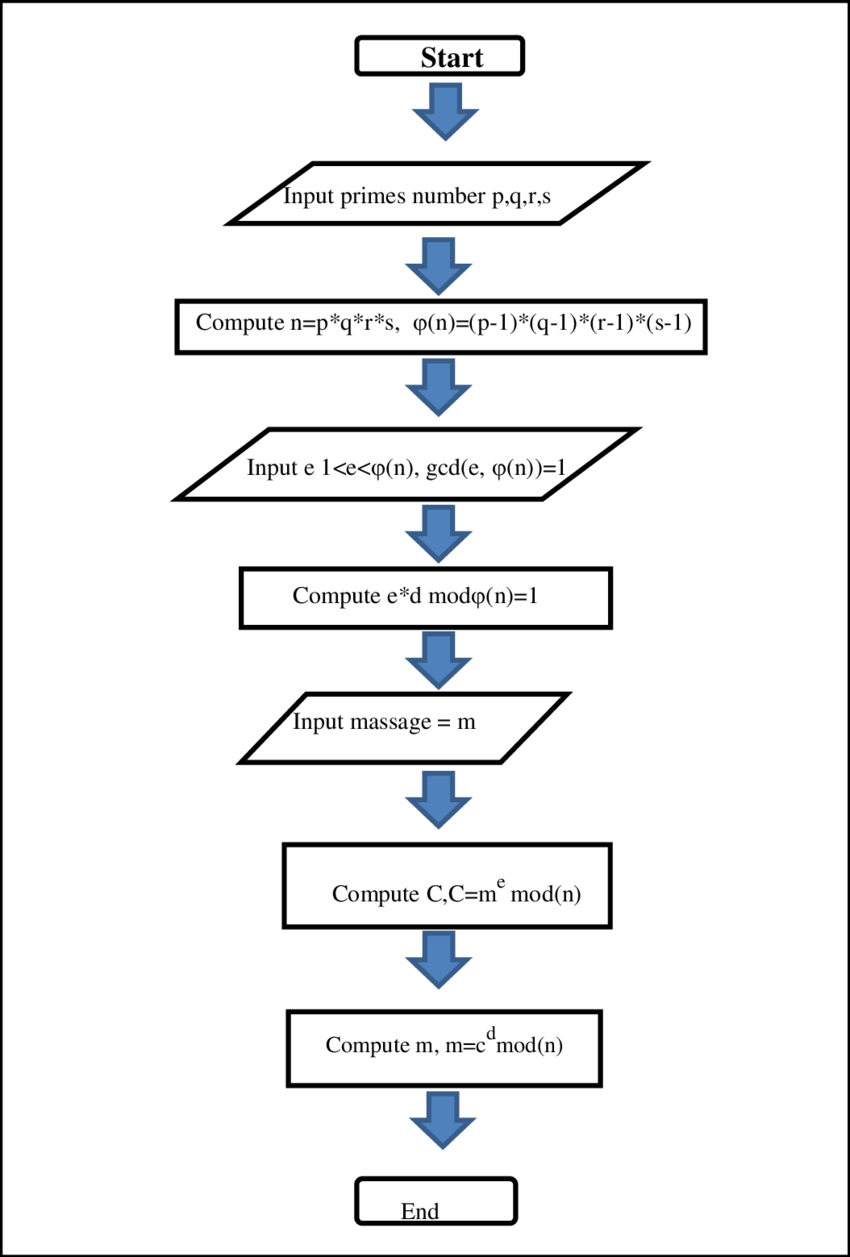 Start
Input primes number p,q,r,s
Compute n=p*q*r*s, φ(n)=(p-1)*(q-1)*(r-1)*(s-1)
Input e 1<e<φ(n), gcd(e, φ(n))=1
Compute e*d modφ(n)=1
Input massage = m
Compute C,C=m^e mod(n)
Compute m, m=c^d mod(n)
End